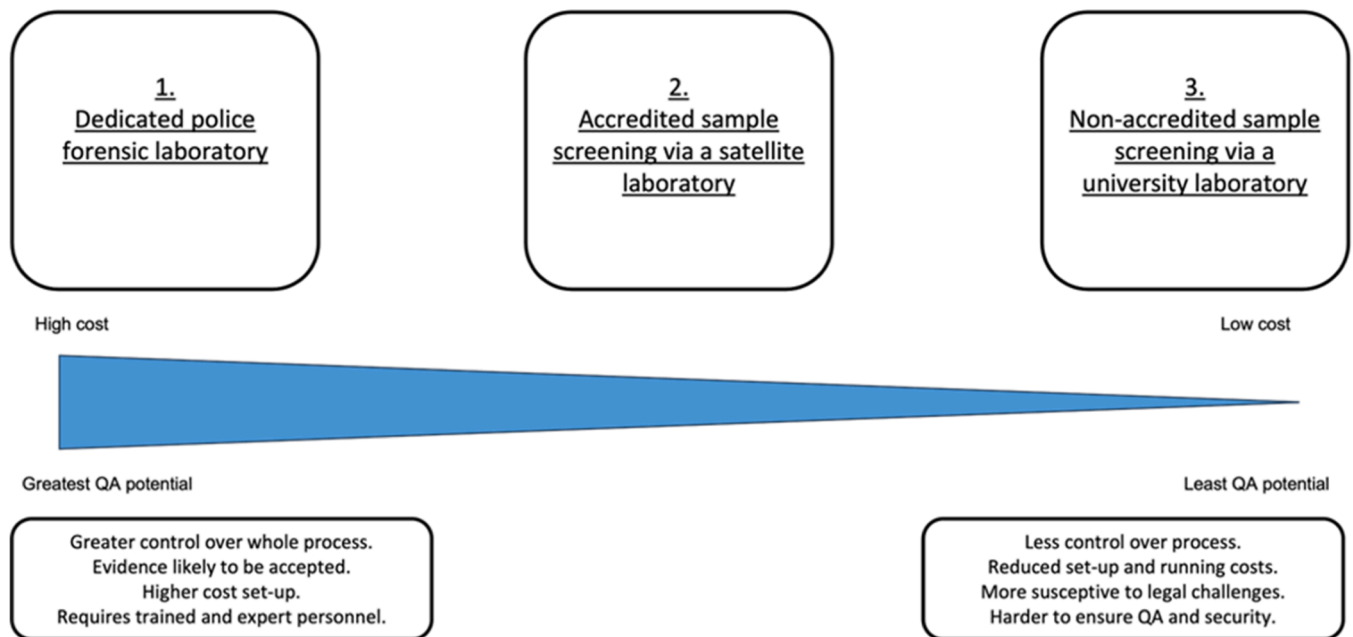 1.
Dedicated police
forensic laboratory
2.
Accredited sample
screening via a satellite
laboratory
3.
Non-accredited sample
screening via a
university laboratory
High cost
Low cost
Greatest QA potential
Least QA potential
Greater control over whole process.
Evidence likely to be accepted.
Higher cost set-up.
Requires trained and expert personnel.
Less control over process.
Reduced set-up and running costs.
More susceptive to legal challenges.
Harder to ensure QA and security.